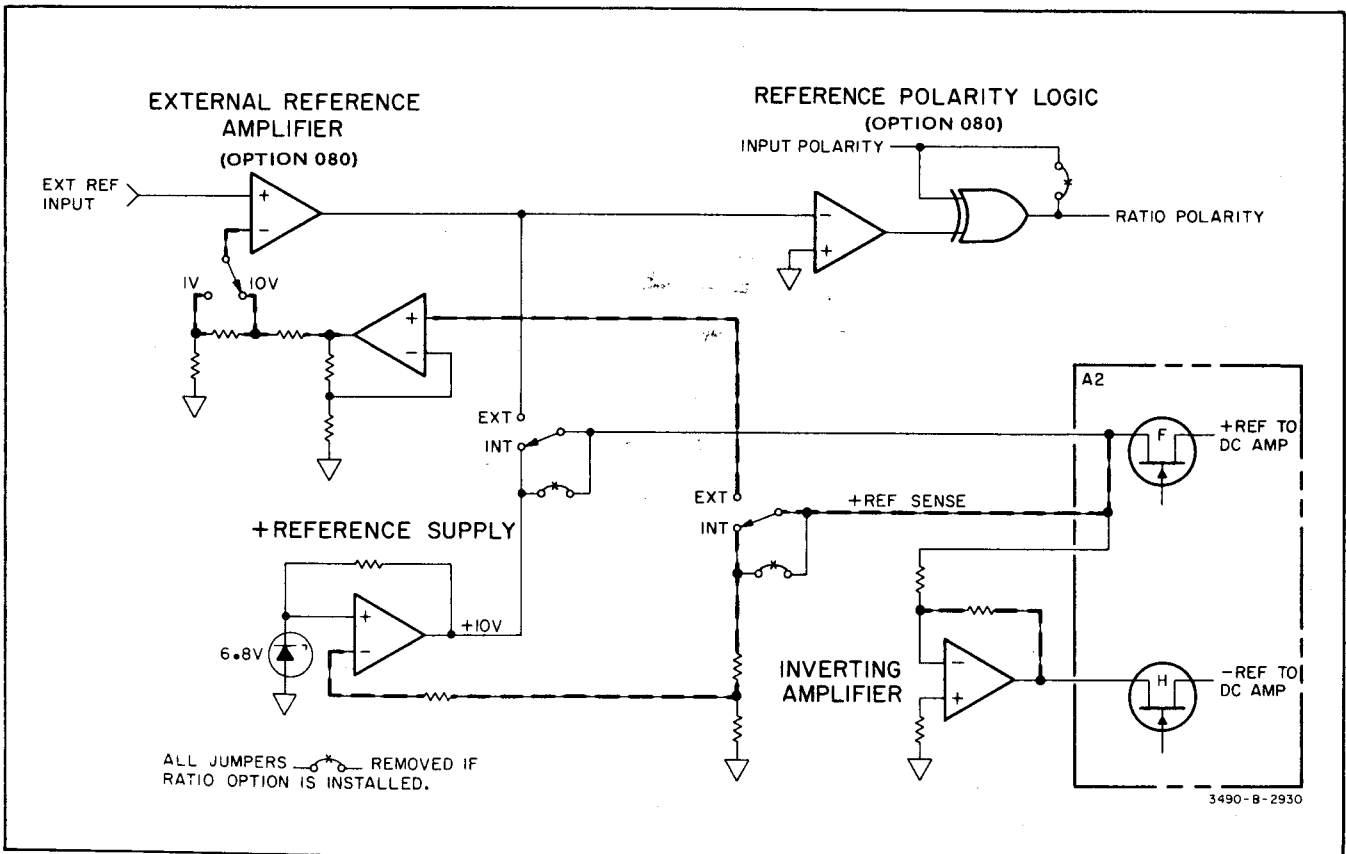 EXTERNAL REFERENCE
AMPLIFIER
(OPTION 080)
REFERENCE POLARITY LOGIC
(OPTION 080)
INPUT POLARITY
EXT REF
INPUT
+
-
-
+
RATIO POLARITY
1V
10V
+
-
A2
EXT
INT
F
+REF TO
DC AMP
EXT
INT
+REF SENSE
+REFERENCE SUPPLY
6.8V
+
-
+10V
INVERTING
AMPLIFIER
-
+
H
-REF TO
DC AMP
ALL JUMPERS * REMOVED IF
RATIO OPTION IS INSTALLED.
3490-B-2930